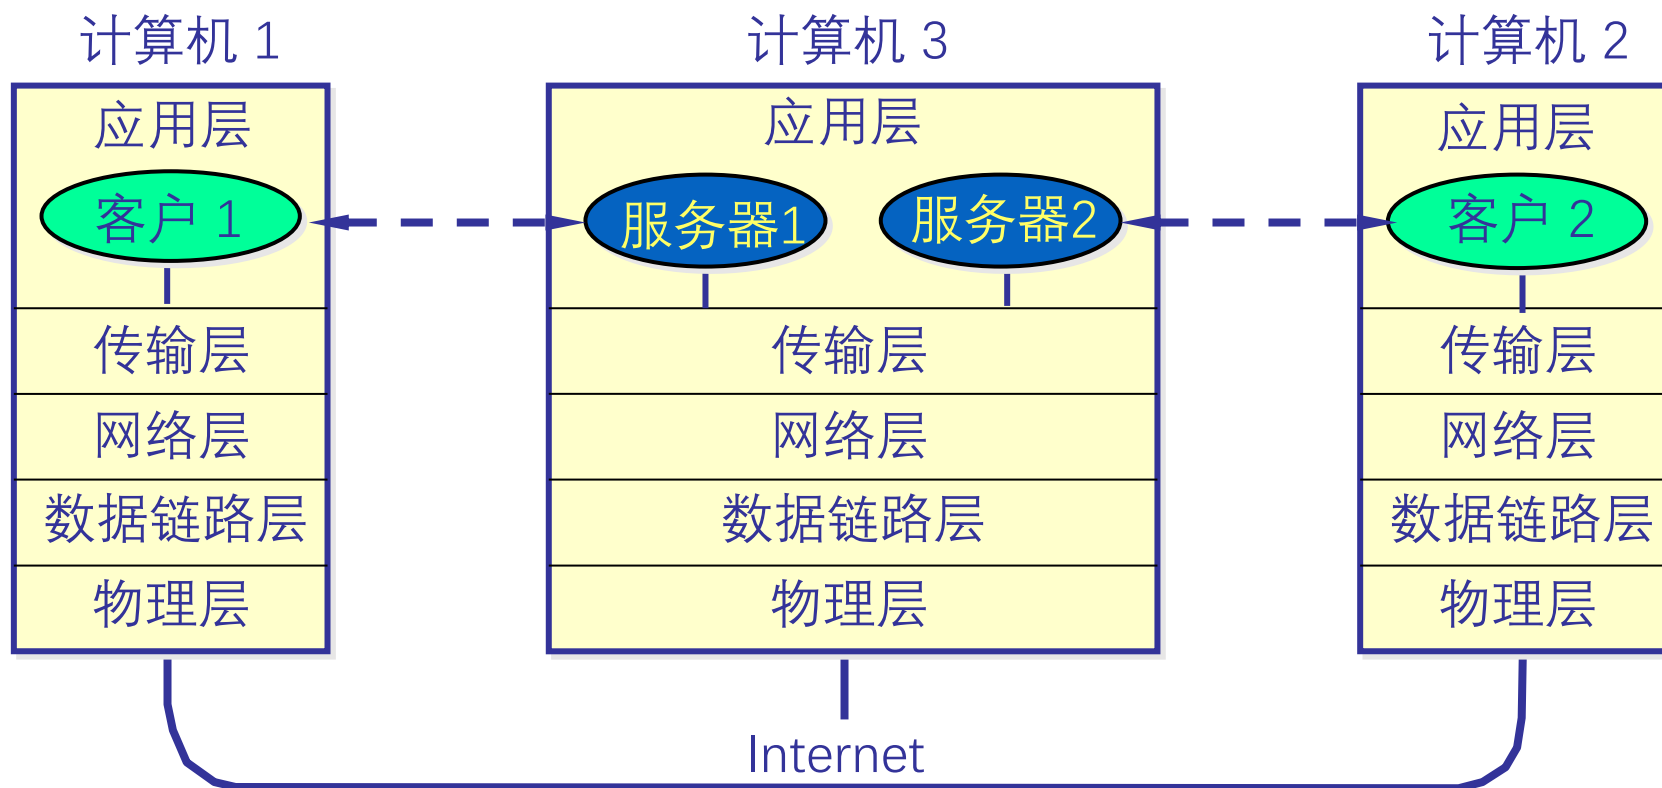 计算机 1
应用层
客户 1
传输层
网络层
数据链路层
物理层
计算机 3
应用层
服务器1
服务器2
传输层
网络层
数据链路层
物理层
计算机 2
应用层
客户 2
传输层
网络层
数据链路层
物理层
Internet